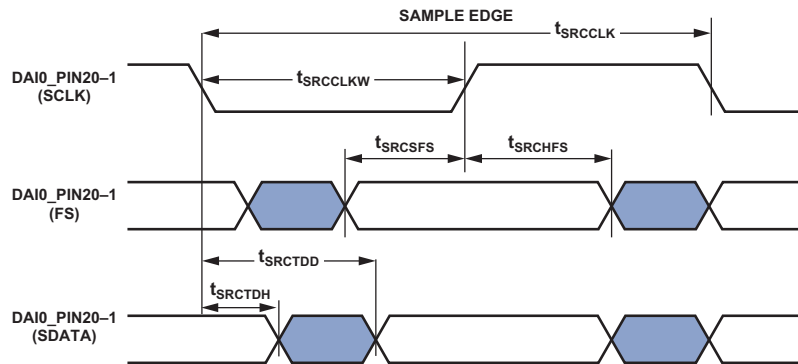 SAMPLE EDGE
tSRCCLK
DAI0_PIN20–1
(SCLK)
tSRCCLKW
tSRCSFS
tSRCHFS
DAI0_PIN20–1
(FS)
tSRCTDD
tSRCTDH
DAI0_PIN20–1
(SDATA)